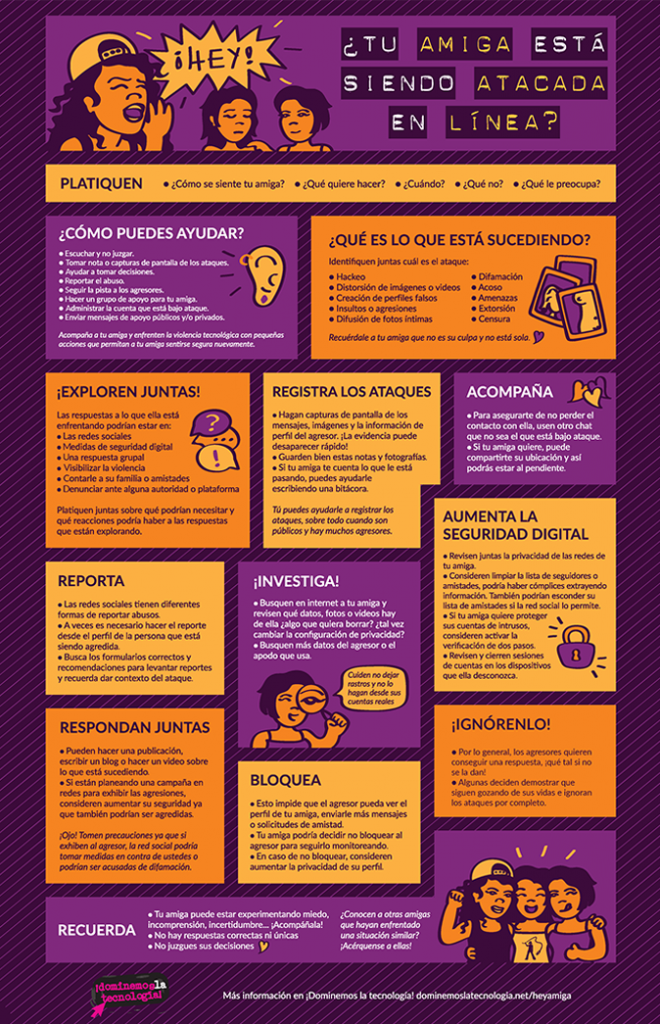 ¡HEY!
¿TU AMIGA ESTÁ
SIENDO ATACADA
EN LÍNEA?
PLATIQUEN • ¿Cómo se siente tu amiga? • ¿Qué quiere hacer? • ¿Cuándo? • ¿Qué no? • ¿Qué le preocupa?
¿CÓMO PUEDES AYUDAR?
• Escuchar y no juzgar.
• Tomar nota o capturas de pantalla de los ataques.
• Ayudar a tomar decisiones.
• Reportar el abuso.
• Seguir la pista a los agresores.
• Hacer un grupo de apoyo para tu amiga.
• Administrar la cuenta que está bajo ataque.
• Enviar mensajes de apoyo públicos y/o privados.
Acompaña a tu amiga y enfrenten la violencia tecnológica con pequeñas
acciones que permitan a tu amiga sentirse segura nuevamente.
¿QUÉ ES LO QUE ESTÁ SUCEDIENDO?
Identifiquen juntas cuál es el ataque:
• Hackeo
• Distorsión de imágenes o videos
• Creación de perfiles falsos
• Insultos o agresiones
• Difusión de fotos íntimas
• Difamación
• Acoso
• Amenazas
• Extorsión
• Censura
Recuérdale a tu amiga que no es su culpa y no está sola.
¡EXPLOREN JUNTAS!
Las respuestas a lo que ella está
enfrentando podrían estar en:
• Las redes sociales
• Medidas de seguridad digital
• Una respuesta grupal
• Visibilizar la violencia
• Contarle a su familia o amistades
• Denunciar ante alguna autoridad o plataforma
Platiquen juntas sobre qué podrían necesitar y
qué reacciones podría haber a las respuestas
que están explorando.
?
!
REGISTRA LOS ATAQUES
• Hagan capturas de pantalla de los
mensajes, imágenes y la información de
perfil del agresor. ¡La evidencia puede
desaparecer rápido!
• Guarden bien estas notas y fotografías.
• Si tu amiga te cuenta lo que le está
pasando, puedes ayudarle
escribiendo una bitácora.
Tú puedes ayudarle a registrar los
ataques, sobre todo cuando son
públicos y hay muchos agresores.
ACOMPAÑA
• Para asegurarte de no perder el
contacto con ella, usen otro chat
que no sea el que está bajo ataque.
• Si tu amiga quiere, puede
compartirte su ubicación y así
podrás estar al pendiente.
AUMENTA LA
SEGURIDAD DIGITAL
• Revisen juntas la privacidad de las redes de
tu amiga.
• Consideren limpiar la lista de seguidores o
amistades, podría haber cómplices extrayendo
información. También podrían esconder su
lista de amistades si la red social lo permite.
• Si tu amiga quiere proteger
sus cuentas de intrusos,
consideren activar la
verificación de dos pasos.
• Revisen y cierren sesiones
de cuentas en los dispositivos
que ella desconozca.
REPORTA
• Las redes sociales tienen diferentes
formas de reportar abusos.
• A veces es necesario hacer el reporte
desde el perfil de la persona que está
siendo agredida.
• Busca los formularios correctos y
recomendaciones para levantar reportes
y recuerda dar contexto del ataque.
¡INVESTIGA!
• Busquen en internet a tu amiga y
revisen qué datos, fotos o videos hay
de ella ¿algo que quiera borrar? ¿tal vez
cambiar la configuración de privacidad?
• Busquen más datos del agresor o el
apodo que usa.
Cuiden no dejar
rastros y no lo
hagan desde sus
cuentas reales
RESPONDAN JUNTAS
• Pueden hacer una publicación,
escribir un blog o hacer un video sobre
lo que está sucediendo.
• Si están planeando una campaña en
redes para exhibir las agresiones,
consideren aumentar su seguridad ya
que también podrían ser agredidas.
¡Ojo! Tomen precauciones ya que si
exhiben al agresor, la red social podría
tomar medidas en contra de ustedes o
podrían ser acusadas de difamación.
BLOQUEA
• Esto impide que el agresor pueda ver el
perfil de tu amiga, enviarle más mensajes
o solicitudes de amistad.
• Tu amiga podría decidir no bloquear al
agresor para seguirlo monitoreando.
• En caso de no bloquear, consideren
aumentar la privacidad de su perfil.
¡IGNÓRENLO!
• Por lo general, los agresores quieren
conseguir una respuesta, ¡qué tal si no
se la dan!
• Algunas deciden demostrar que
siguen gozando de sus vidas e ignoran
los ataques por completo.
RECUERDA
• Tu amiga puede estar experimentando miedo,
incomprensión, incertidumbre... ¡Acompáñala!
• No hay respuestas correctas ni únicas
• No juzgues sus decisiones
¿Conocen a otras amigas
que hayan enfrentado
una situación similar?
¡Acérquense a ellas!
¡dominemos la
tecnología!
Más información en ¡Dominemos la tecnología! dominemoslatecnologia.net/heyamiga